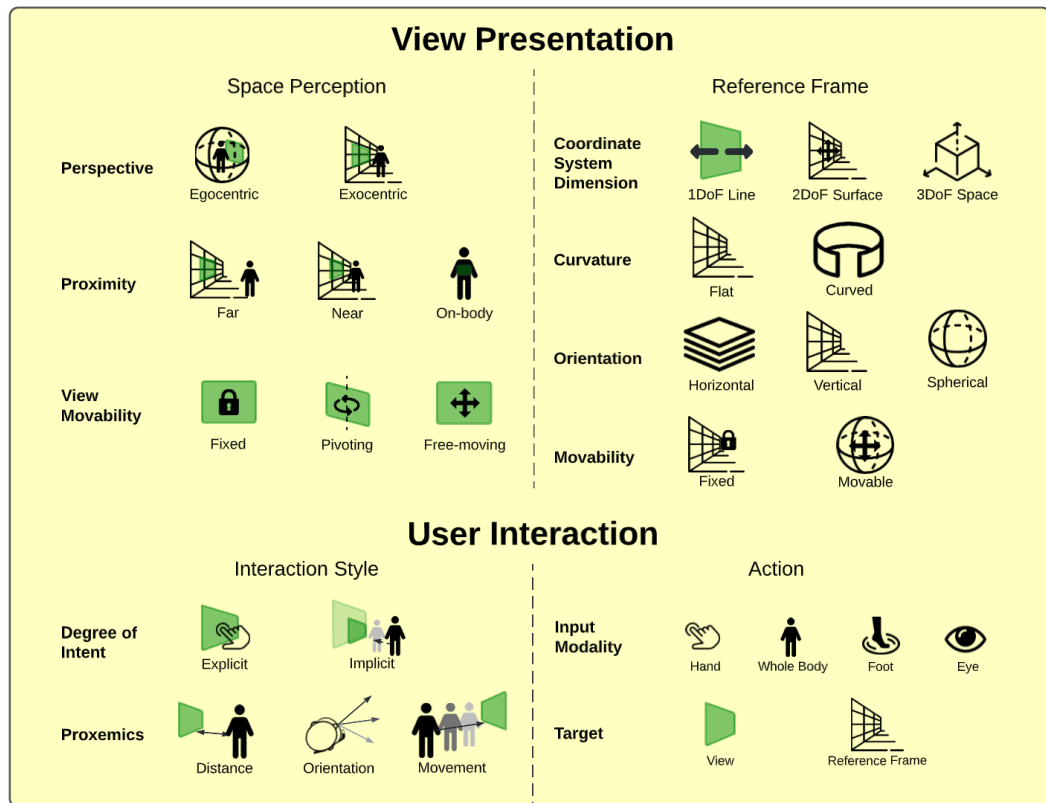 View Presentation
Space Perception
Perspective
Egocentric
Exocentric
Proximity
Far
Near
On-body
View
Movability
Fixed
Pivoting
Free-moving
Reference Frame
Coordinate
System
Dimension
1DoF Line
2DoF Surface
3DoF Space
Curvature
Flat
Curved
Orientation
Horizontal
Vertical
Spherical
Movability
Fixed
Movable
User Interaction
Interaction Style
Degree of
Intent
Explicit
Implicit
Proxemics
Distance
Orientation
Movement
Action
Input
Modality
Hand
Whole Body
Foot
Eye
Target
View
Reference Frame